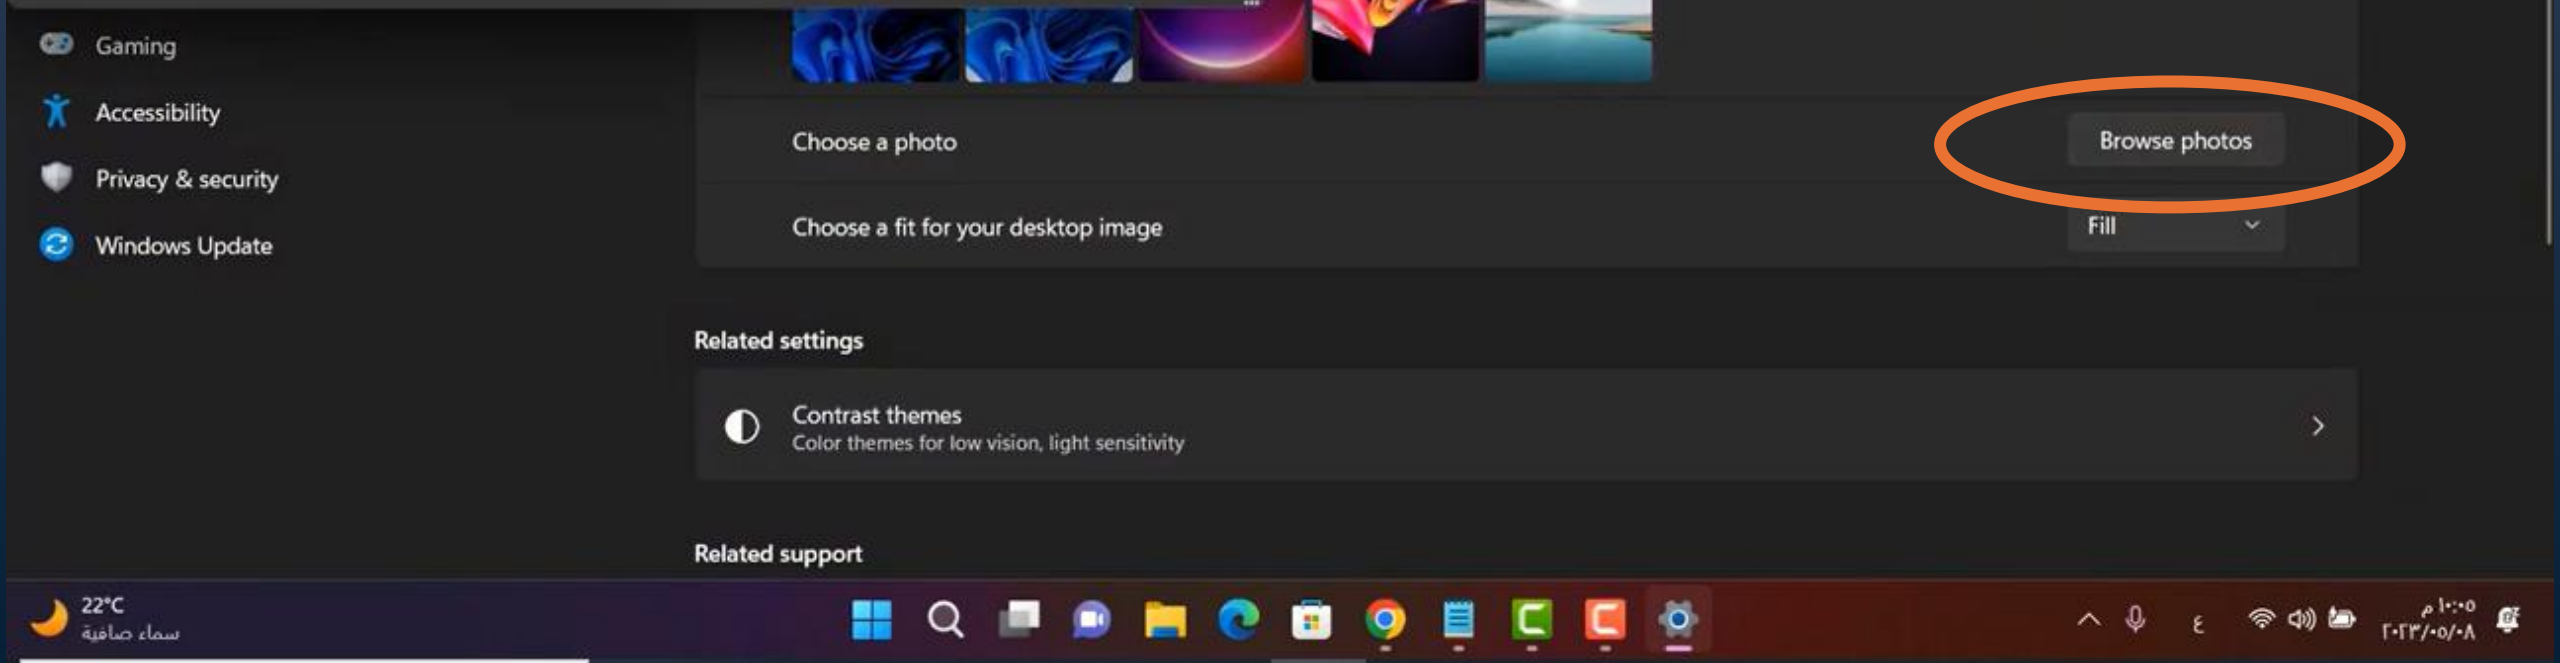 Gaming
Accessibility
Privacy & security
Windows Update
Choose a photo
Browse photos
Choose a fit for your desktop image
Fill
Related settings
Contrast themes
Color themes for low vision, light sensitivity
Related support
22°C
سماء صافية
ع
١٠:٠٥ م
٢٠٢٣/٠٥/٠٨